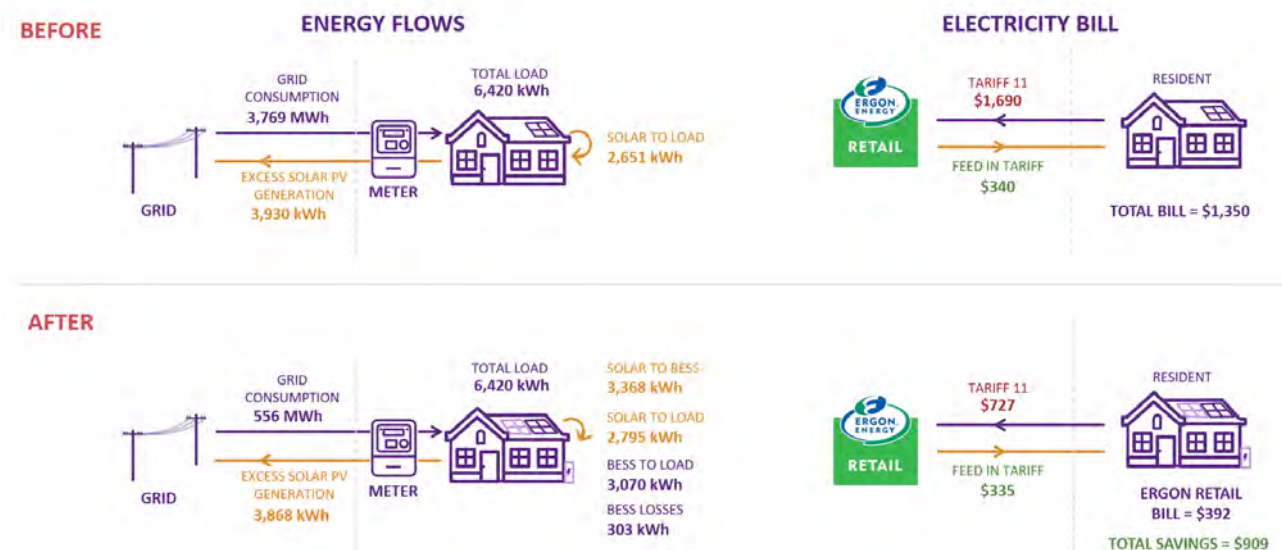 BEFORE
ENERGY FLOWS
ELECTRICITY BILL
GRID
CONSUMPTION
3,769 MWh
TOTAL LOAD
6,420 kWh
SOLAR TO LOAD
2,651 kWh
EXCESS SOLAR PV
GENERATION
3,930 kWh
METER
GRID
ERGON
ENERGY
RETAIL
TARIFF 11
$1,690
FEED IN TARIFF
$340
RESIDENT
TOTAL BILL = $1,350
AFTER
GRID
CONSUMPTION
556 MWh
TOTAL LOAD
6,420 kWh
SOLAR TO BESS
3,368 kWh
SOLAR TO LOAD
2,795 kWh
BESS TO LOAD
3,070 kWh
BESS LOSSES
303 kWh
EXCESS SOLAR PV
GENERATION
3,868 kWh
METER
GRID
ERGON
ENERGY
RETAIL
TARIFF 11
$727
FEED IN TARIFF
$335
RESIDENT
ERGON RETAIL
BILL = $392
TOTAL SAVINGS = $909